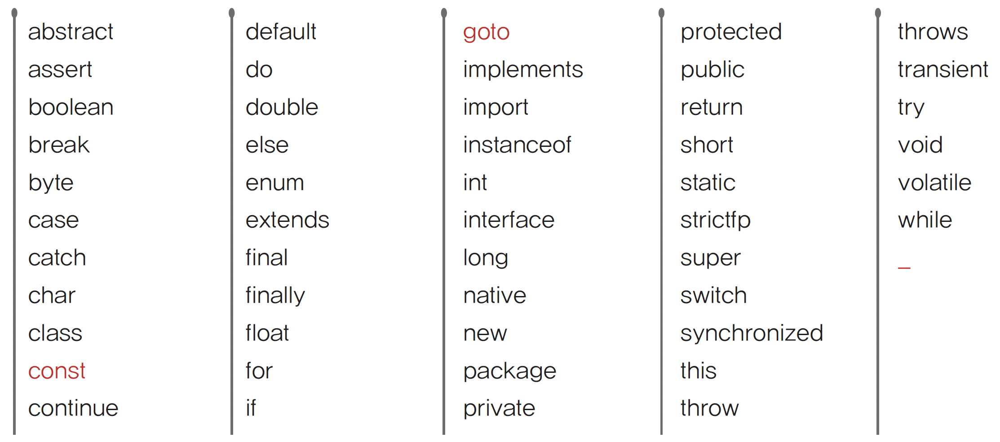 abstract
assert
boolean
break
byte
case
catch
char
class
const
continue
default
do
double
else
enum
extends
final
finally
float
for
if
goto
implements
import
instanceof
int
interface
long
native
new
package
private
protected
public
return
short
static
strictfp
super
switch
synchronized
this
throw
throws
transient
try
void
volatile
while
_